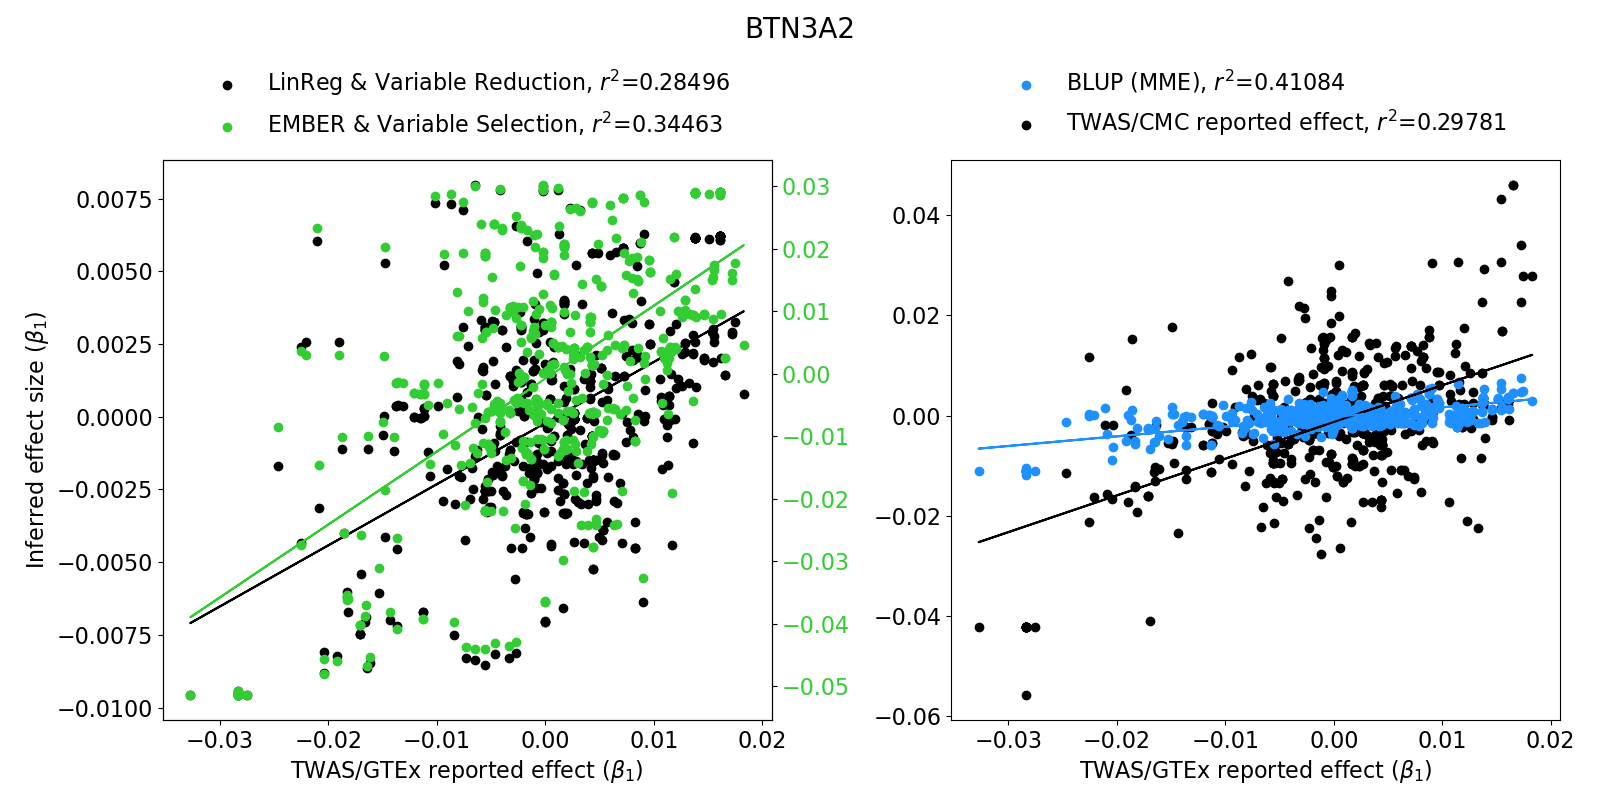 BTN3A2
LinReg & Variable Reduction, r²=0.28496
EMBER & Variable Selection, r²=0.34463
BLUP (MME), r²=0.41084
TWAS/CMC reported effect, r²=0.29781
Inferred effect size (β₁)
0.0075
0.0050
0.0025
0.0000
−0.0025
−0.0050
−0.0075
−0.0100
0.03
0.02
0.01
0.00
−0.01
−0.02
−0.03
−0.04
−0.05
−0.03 −0.02 −0.01 0.00 0.01 0.02
TWAS/GTEx reported effect (β₁)
0.04
0.02
0.00
−0.02
−0.04
−0.06
−0.03 −0.02 −0.01 0.00 0.01 0.02
TWAS/GTEx reported effect (β₁)